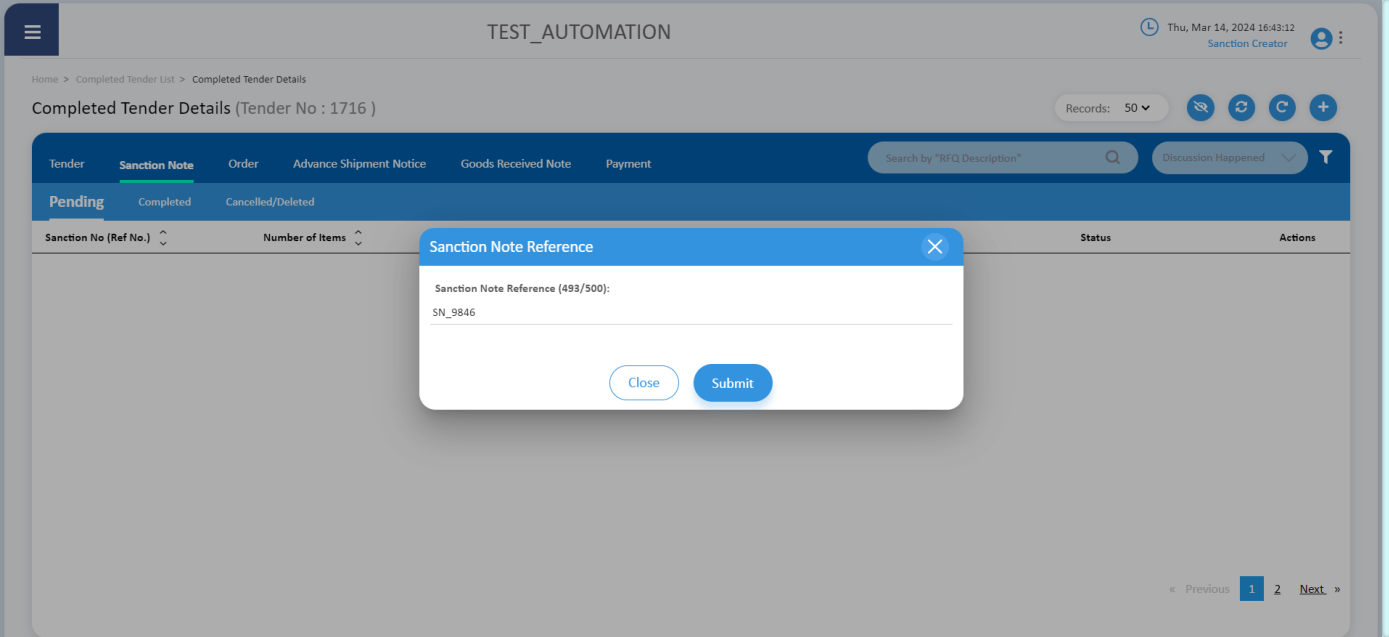 TEST_AUTOMATION
Thu, Mar 14, 2024 16:43:12
Sanction Creator
Home > Completed Tender List > Completed Tender Details
Completed Tender Details (Tender No : 1716 )
Records: 50
Tender Sanction Note Order Advance Shipment Notice Goods Received Note Payment
Search by "RFQ Description"
Discussion Happened
Pending Completed Cancelled/Deleted
Sanction No (Ref No.) Number of Items Status Actions
Sanction Note Reference
Sanction Note Reference (493/500):
SN_9846
Close Submit
« Previous 1 2 Next »